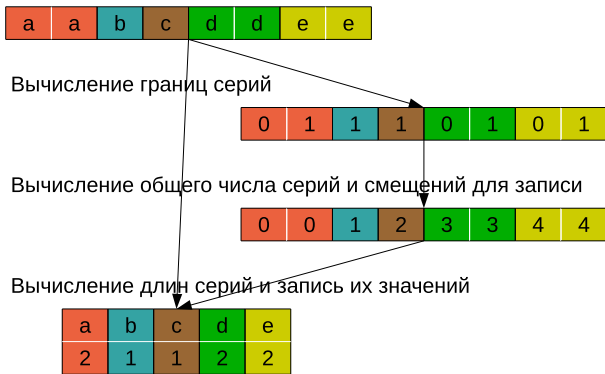 a a b c d d e e
Вычисление границ серий
0 1 1 1 0 1 0 1
Вычисление общего числа серий и смещений для записи
0 0 1 2 3 3 4 4
Вычисление длин серий и запись их значений
a b c d e
2 1 1 2 2